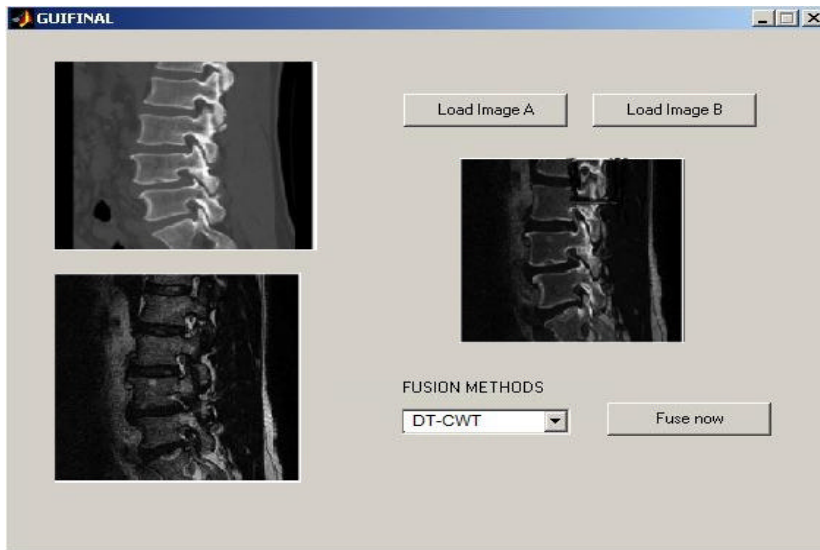 GUIFINAL
Load Image A
Load Image B
FUSION METHODS
DT-CWT
Fuse now